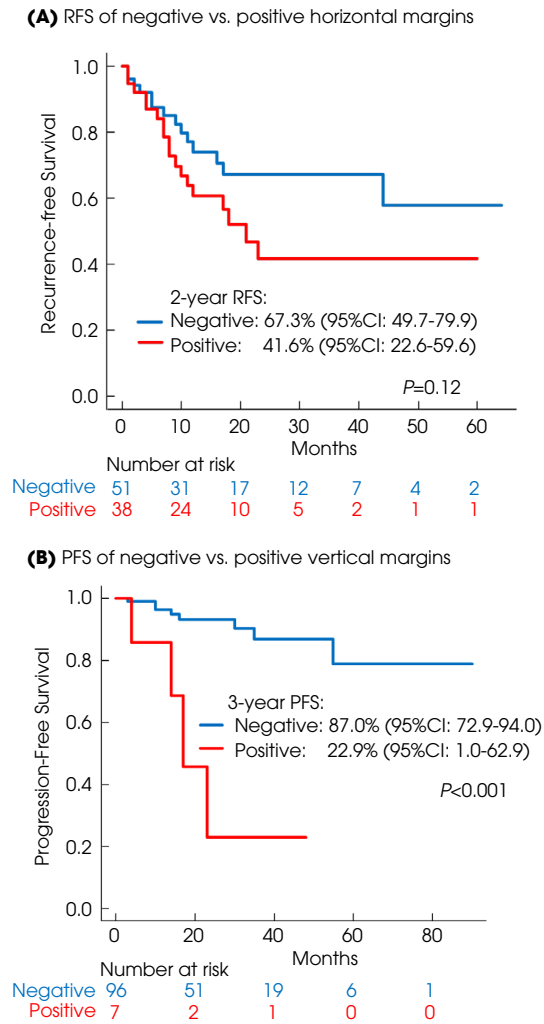 (A) RFS of negative vs. positive horizontal margins
1.0
0.8
0.6
0.4
0.2
0.0
Recurrence-free Survival
2-year RFS:
Negative: 67.3% (95%CI: 49.7-79.9)
Positive: 41.6% (95%CI: 22.6-59.6)
P=0.12
0 10 20 30 40 50 60
Months
Number at risk
Negative 51 31 17 12 7 4 2
Positive 38 24 10 5 2 1 1
(B) PFS of negative vs. positive vertical margins
1.0
0.8
0.6
0.4
0.2
0.0
Progression-Free Survival
3-year PFS:
Negative: 87.0% (95%CI: 72.9-94.0)
Positive: 22.9% (95%CI: 1.0-62.9)
P<0.001
0 20 40 60 80
Months
Number at risk
Negative 96 51 19 6 1
Positive 7 2 1 0 0